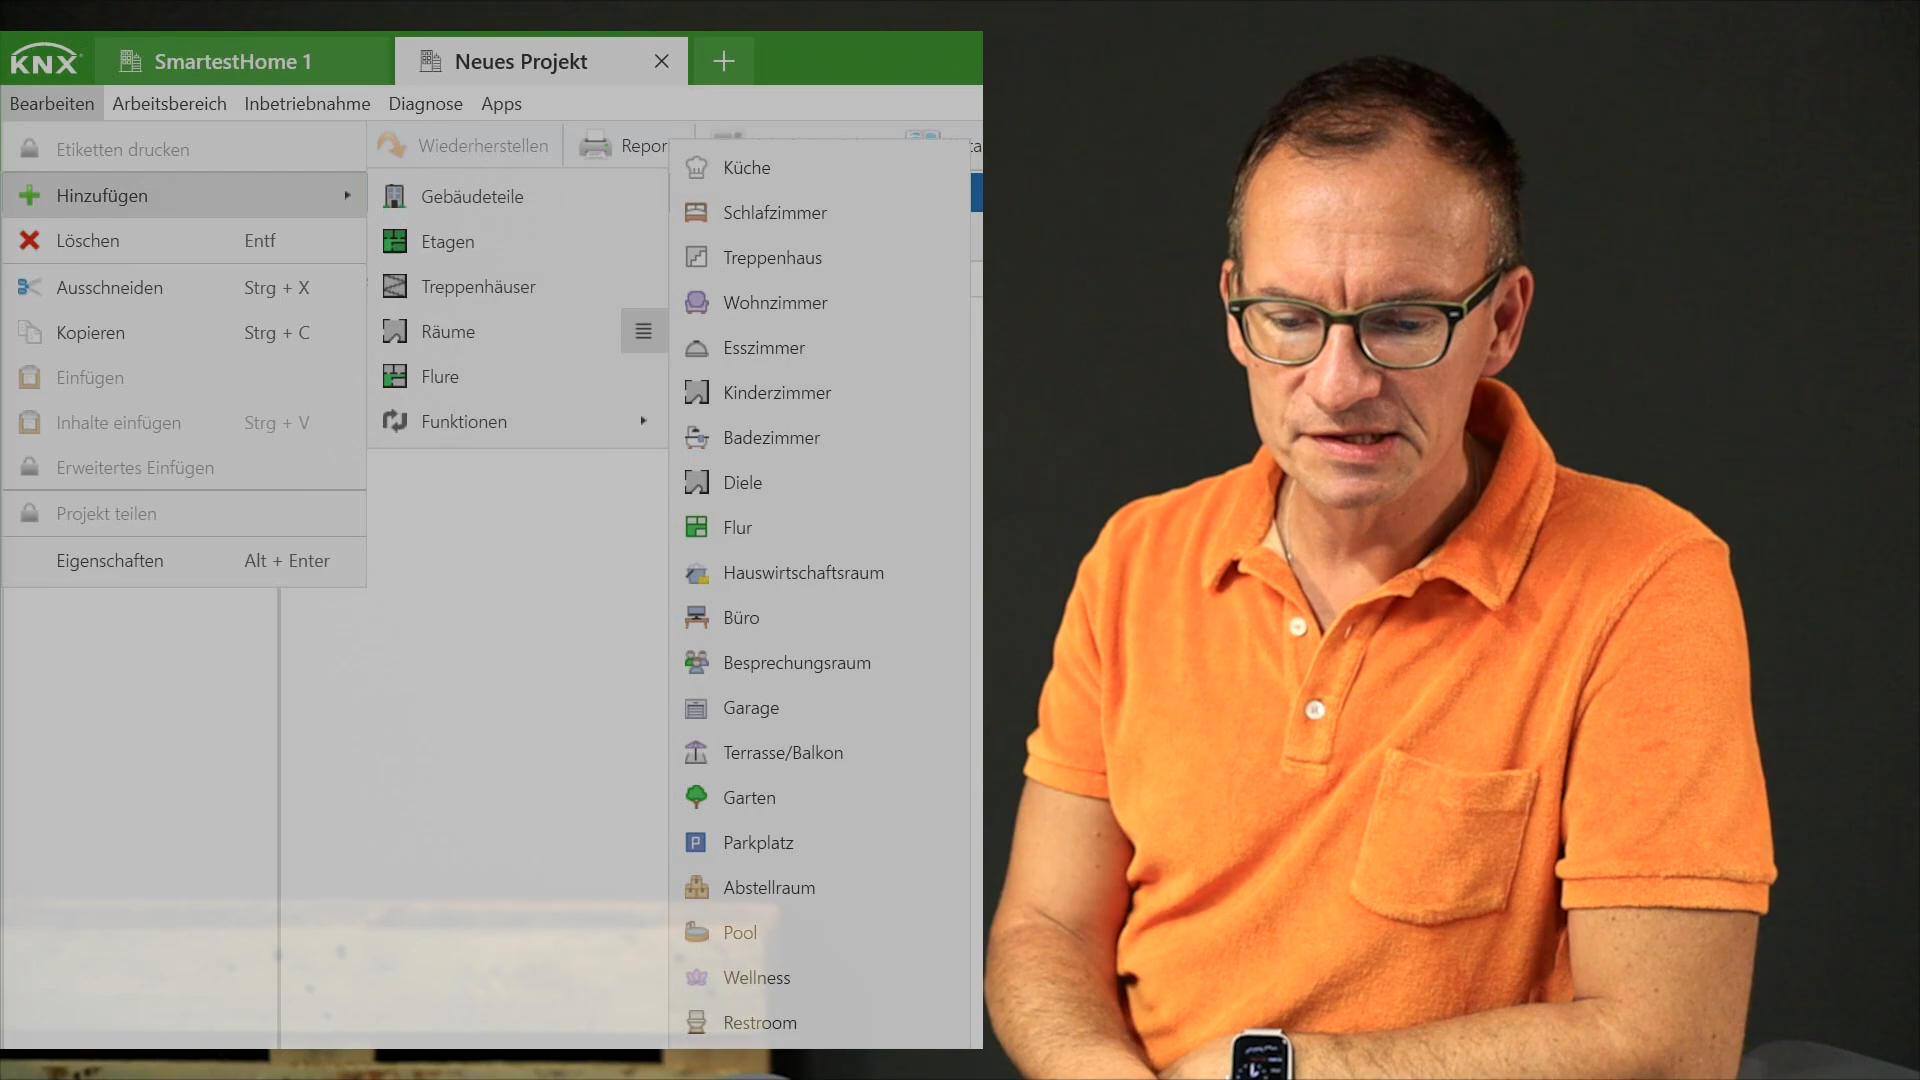 KNX SmartestHome 1 Neues Projekt
Bearbeiten Arbeitsbereich Inbetriebnahme Diagnose Apps
Etiketten drucken
Hinzufügen
Löschen Entf
Ausschneiden Strg + X
Kopieren Strg + C
Einfügen
Inhalte einfügen Strg + V
Erweitertes Einfügen
Projekt teilen
Eigenschaften Alt + Enter
Wiederherstellen
Gebäudeteile
Etagen
Treppenhäuser
Räume
Flure
Funktionen
Küche
Schlafzimmer
Treppenhaus
Wohnzimmer
Esszimmer
Kinderzimmer
Badezimmer
Diele
Flur
Hauswirtschaftsraum
Büro
Besprechungsraum
Garage
Terrasse/Balkon
Garten
P Parkplatz
Abstellraum
Pool
Wellness
Restroom